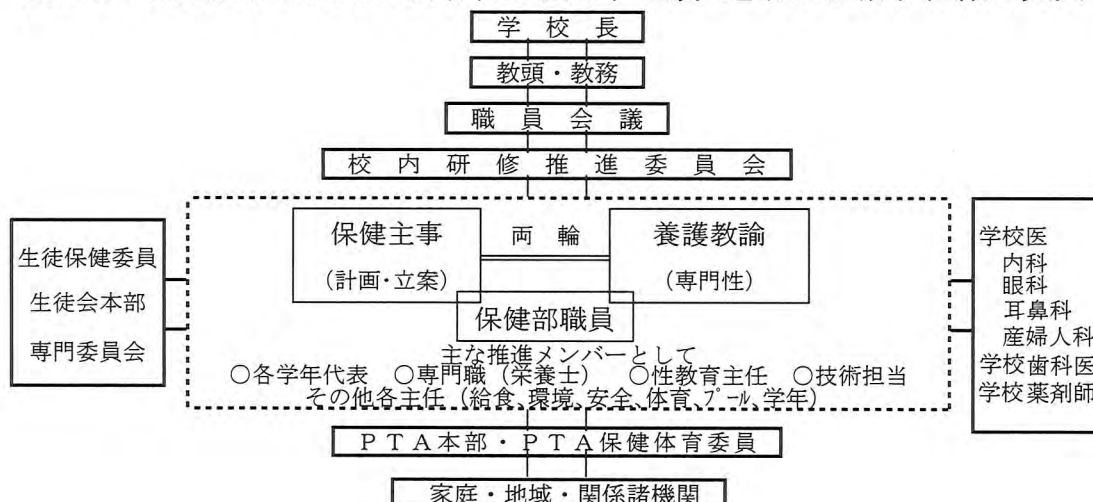 学校長
教頭・教務
職員会議
校内研修推進委員会
生徒保健委員
生徒会本部
専門委員会
保健主事
(計画・立案)
両輪
養護教諭
(専門性)
保健部職員
主な推進メンバーとして
○各学年代表 ○専門職（栄養士） ○性教育主任 ○技術担当
その他各主任（給食、環境、安全、体育、プール、学年）
学校医
内科
眼科
耳鼻科
産婦人科
学校歯科医
学校薬剤師
ＰＴＡ本部・ＰＴＡ保健体育委員
家庭・地域・関係諸機関